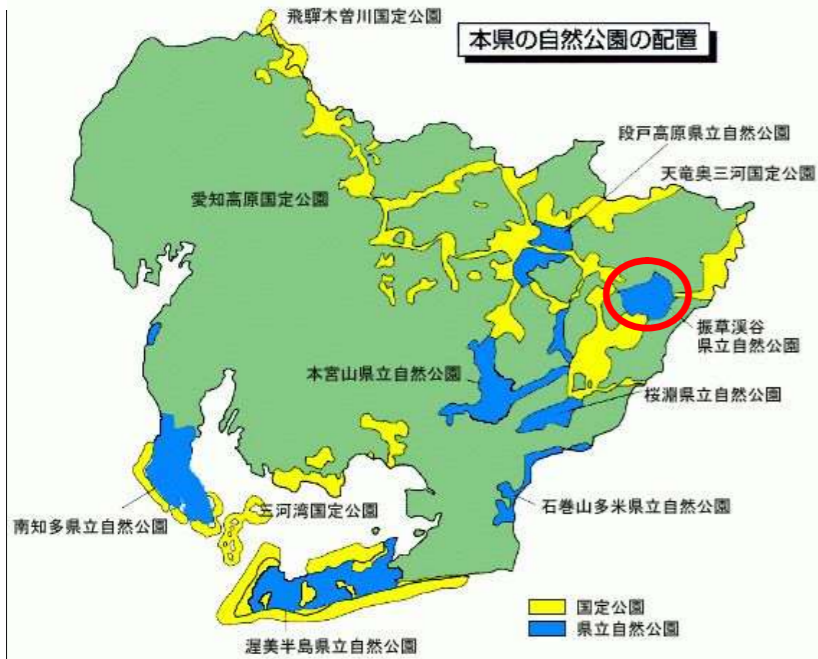 飛騨木曽川国定公園
本県の自然公園の配置
段戸高原県立自然公園
天竜奥三河国定公園
愛知高原国定公園
振草渓谷
県立自然公園
本宮山県立自然公園
桜淵県立自然公園
石巻山多米県立自然公園
三河湾国定公園
南知多県立自然公園
渥美半島県立自然公園
国定公園
県立自然公園